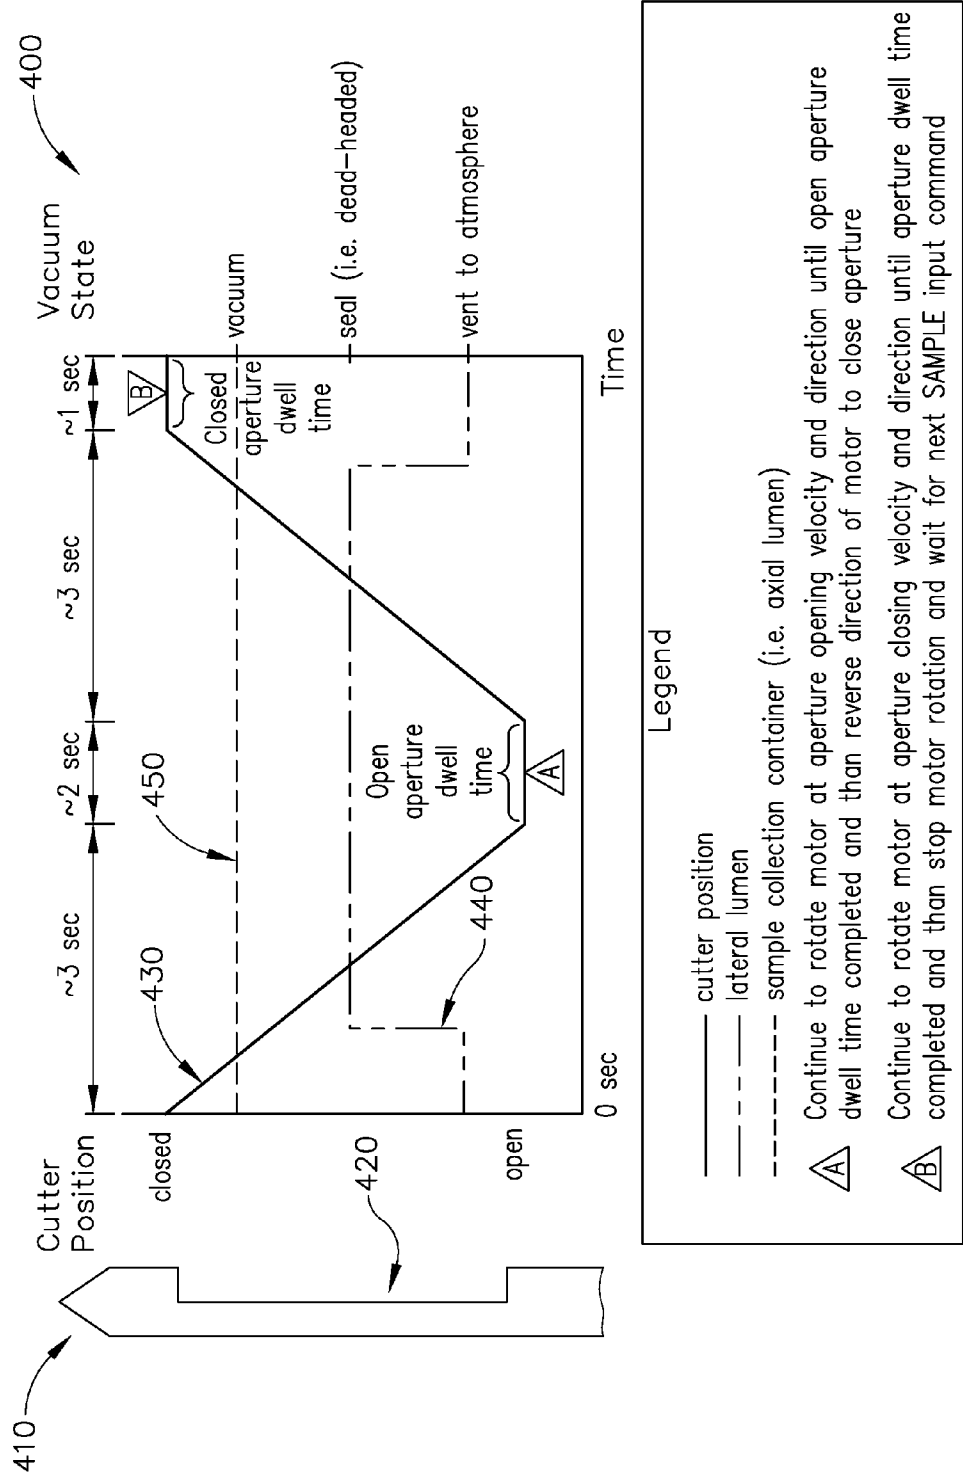 400
Vacuum
State
Cutter
Position
~3 sec
~2 sec
~3 sec
~1 sec
410
420
430
440
450
closed
open
Open
aperture
dwell
time
A
B
Closed
aperture
dwell
time
vacuum
seal (i.e. dead-headed)
vent to atmosphere
0 sec
Time
Legend
cutter position
lateral lumen
sample collection container (i.e. axial lumen)
A Continue to rotate motor at aperture opening velocity and direction until open aperture
dwell time completed and than reverse direction of motor to close aperture
B Continue to rotate motor at aperture closing velocity and direction until aperture dwell time
completed and than stop motor rotation and wait for next SAMPLE input command